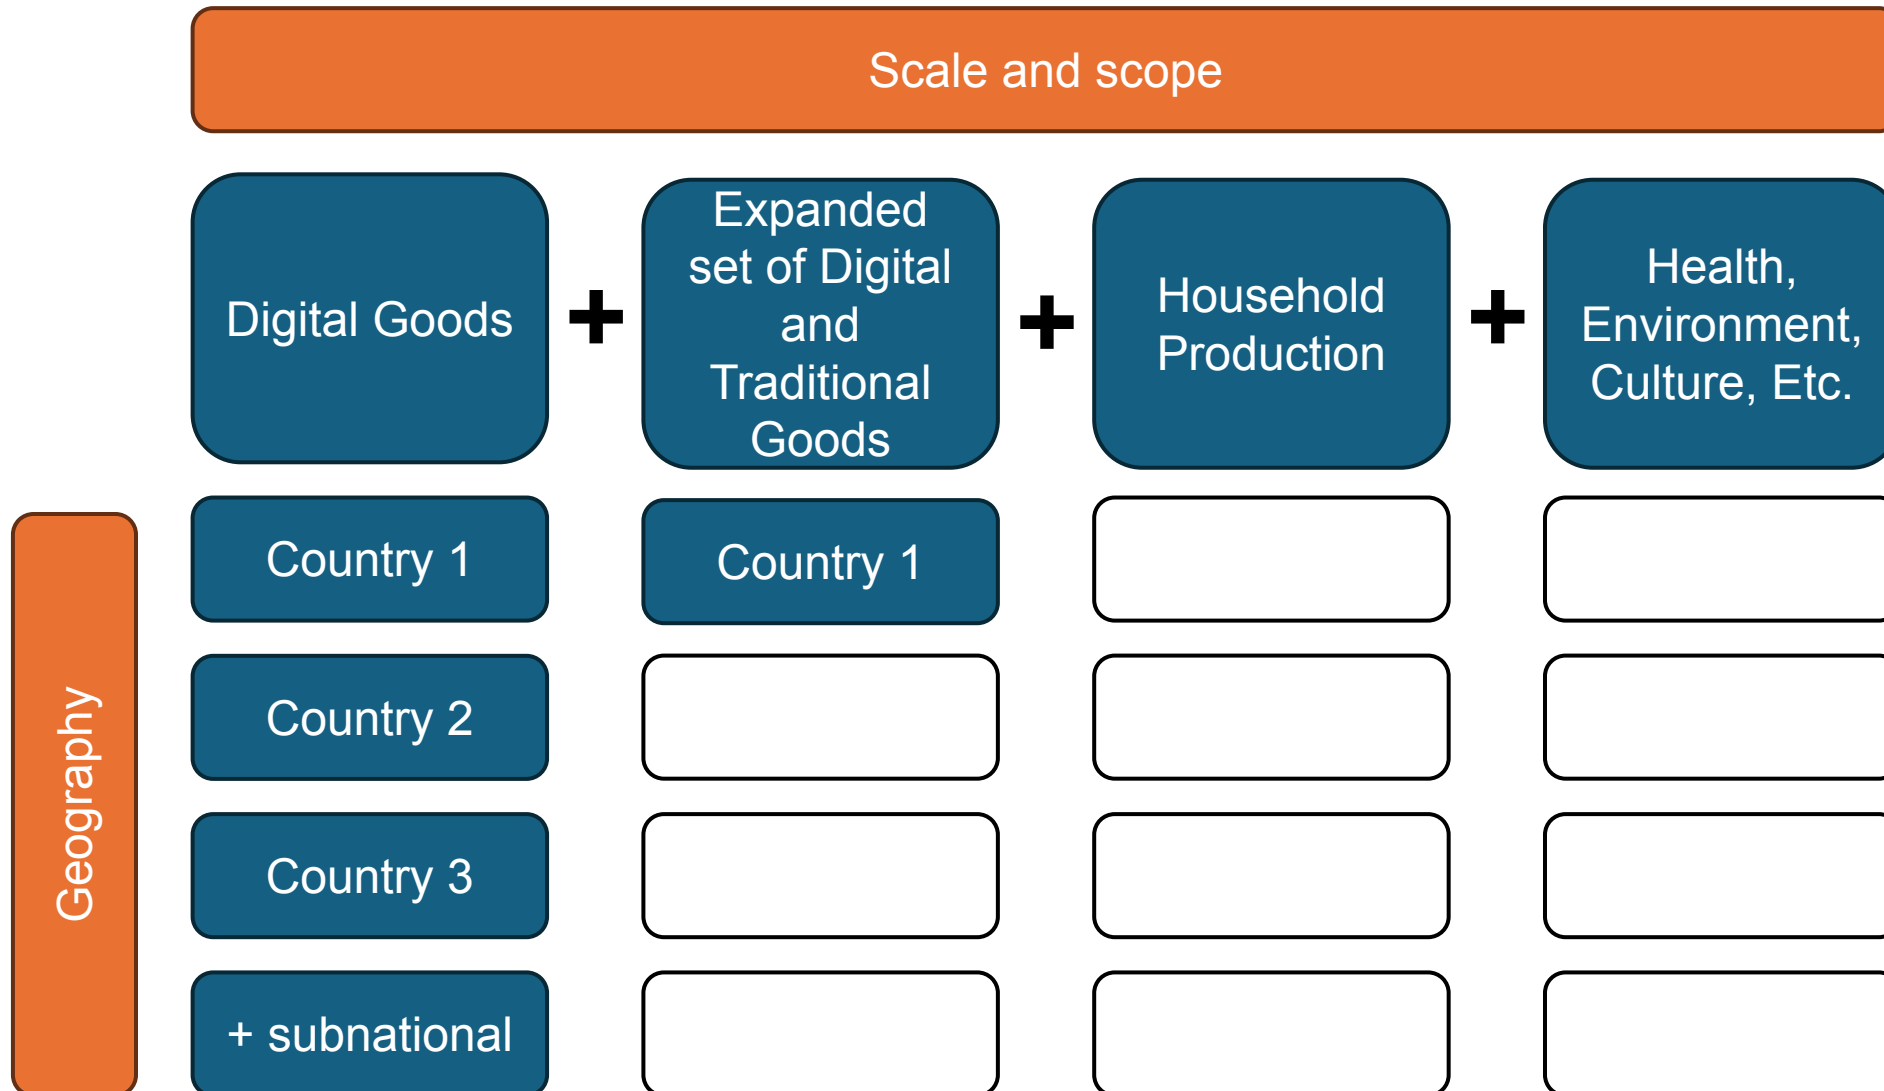 Scale and scope
Digital Goods
+
Expanded
set of Digital
and
Traditional
Goods
+
Household
Production
+
Health,
Environment,
Culture, Etc.
Geography
Country 1
Country 1
Country 2
Country 3
+ subnational